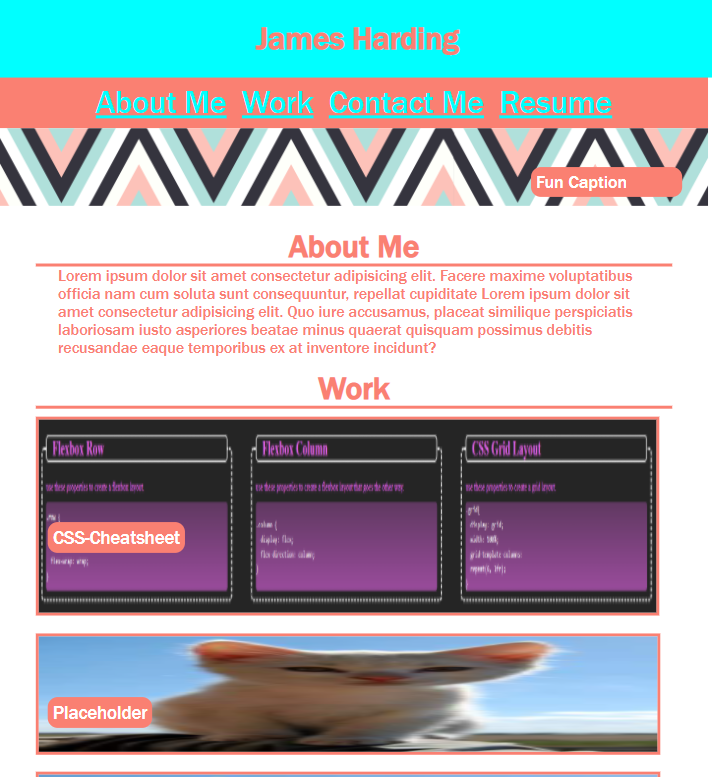 James Harding
About Me Work Contact Me Resume
Fun Caption
About Me
Lorem ipsum dolor sit amet consectetur adipisicing elit. Facere maxime voluptatibus
officia nam cum soluta sunt consequuntur, repellat cupiditate Lorem ipsum dolor sit
amet consectetur adipisicing elit. Quo iure accusamus, placeat similique perspiciatis
laboriosam iusto asperiores beatae minus quaerat quisquam possimus debitis
recusandae eaque temporibus ex at inventore incidunt?
Work
Flexbox Row
use these properties to create a flexbox layout.
CSS-Cheatsheet
flex-wrap: wrap;
}
Flexbox Column
use these properties to create a flexbox layout that goes the other way.
.column {
display: flex;
flex-direction: column;
}
CSS Grid Layout
use these properties to create a grid layout.
.grid{
display: grid;
width: 100%;
grid-template-columns:
repeat(3, 1fr);
}
Placeholder